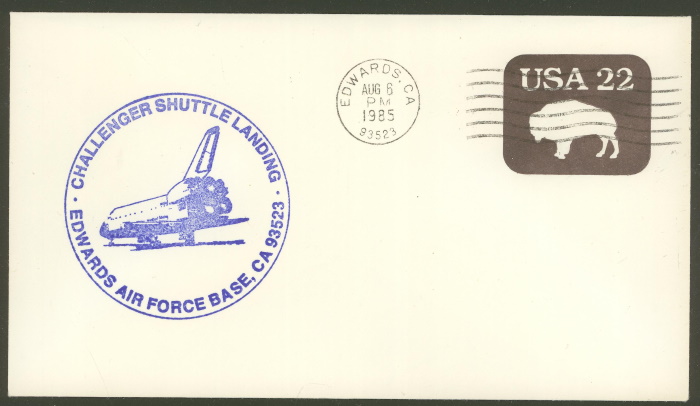 CHALLENGER SHUTTLE LANDING
· EDWARDS AIR FORCE BASE, CA 93523 ·
EDWARDS, CA
AUG 6
PM
1985
93523
USA 22